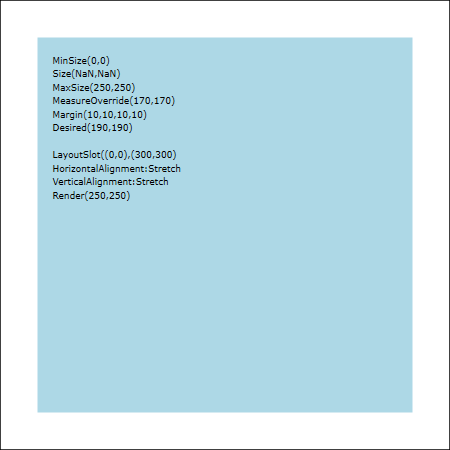 MinSize(0,0)
Size(NaN,NaN)
MaxSize(250,250)
MeasureOverride(170,170)
Margin(10,10,10,10)
Desired(190,190)
LayoutSlot((0,0),(300,300)
HorizontalAlignment:Stretch
VerticalAlignment:Stretch
Render(250,250)